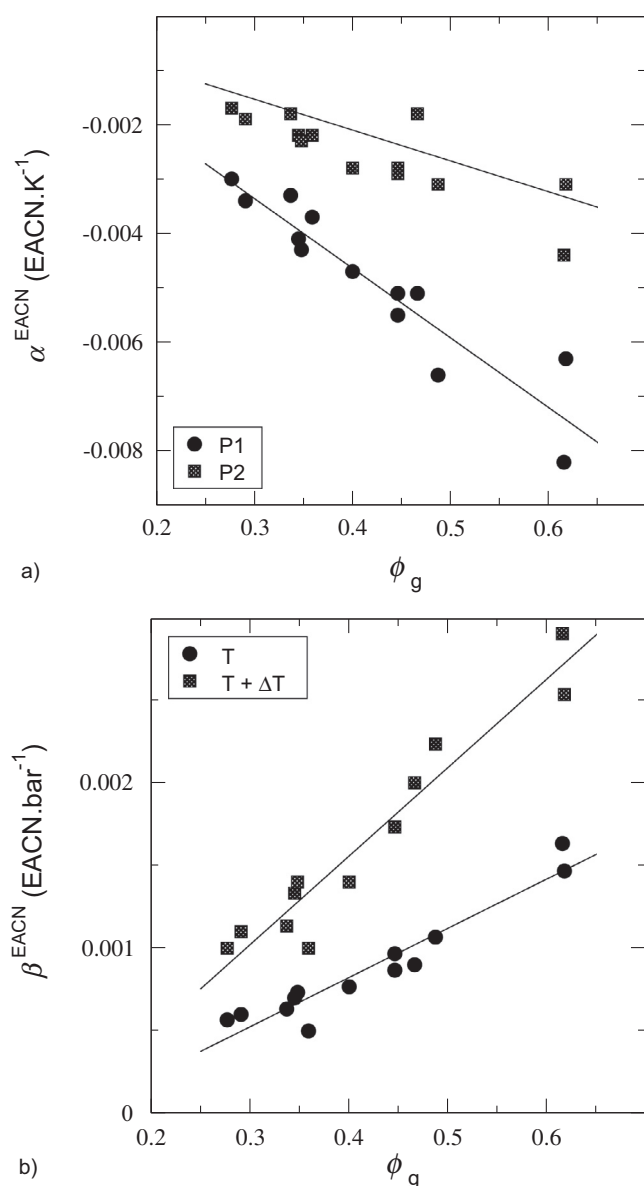 -0.002
-0.004
-0.006
-0.008
α^EACN (EACN.K^-1)
P1
P2
0.2 0.3 0.4 0.5 0.6
a)
ϕ_g
T
T + ΔT
0.002
0.001
0
β^EACN (EACN.bar^-1)
0.2 0.3 0.4 0.5 0.6
b)
ϕ_g